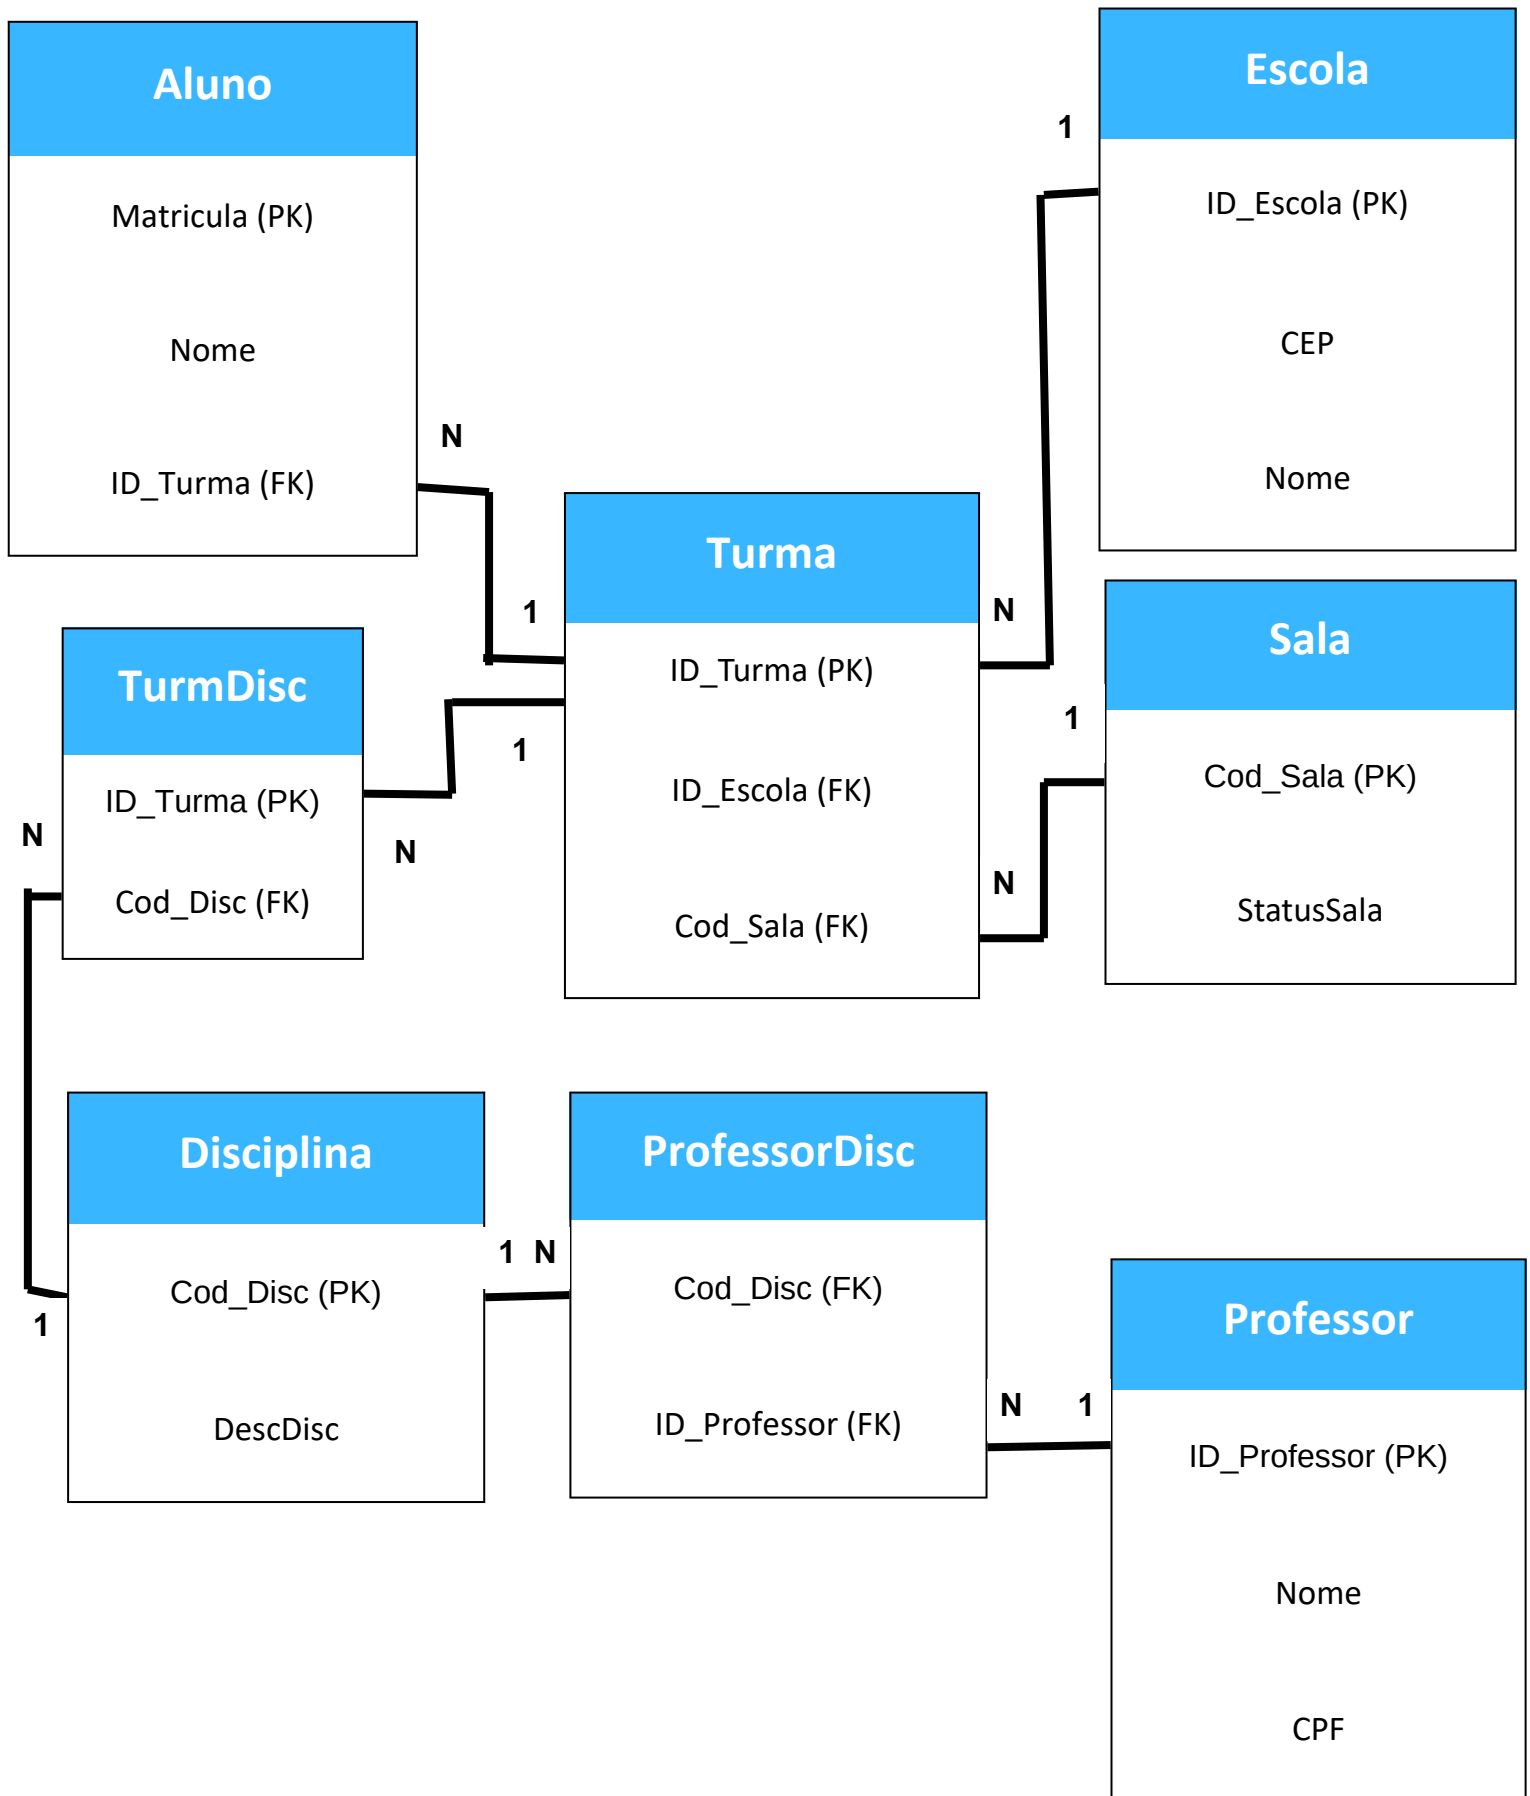 Aluno
Matricula (PK)
Nome
ID_Turma (FK)
N
Escola
1
ID_Escola (PK)
CEP
Nome
Turma
1
N
ID_Turma (PK)
1
ID_Escola (FK)
N
Cod_Sala (FK)
Sala
1
Cod_Sala (PK)
StatusSala
TurmDisc
ID_Turma (PK)
N
N
Cod_Disc (FK)
Disciplina
Cod_Disc (PK)
1
DescDisc
1 N
ProfessorDisc
Cod_Disc (FK)
ID_Professor (FK)
N 1
Professor
ID_Professor (PK)
Nome
CPF